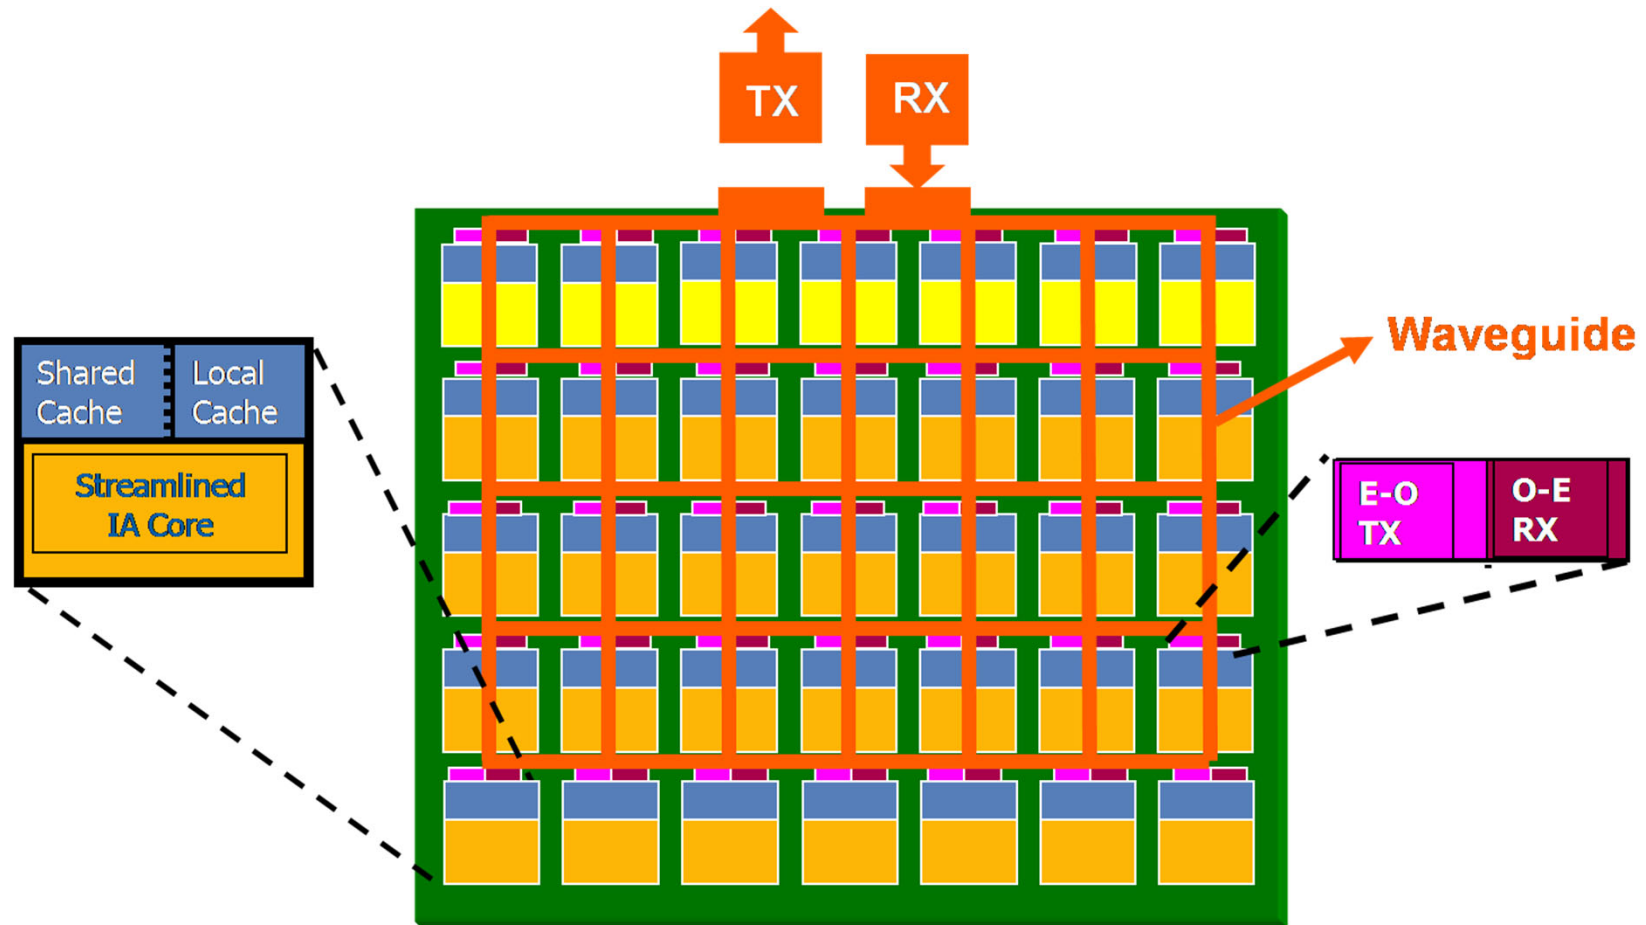 TX
RX
Waveguide
Shared
Cache
Local
Cache
Streamlined
IA Core
E-O
TX
O-E
RX